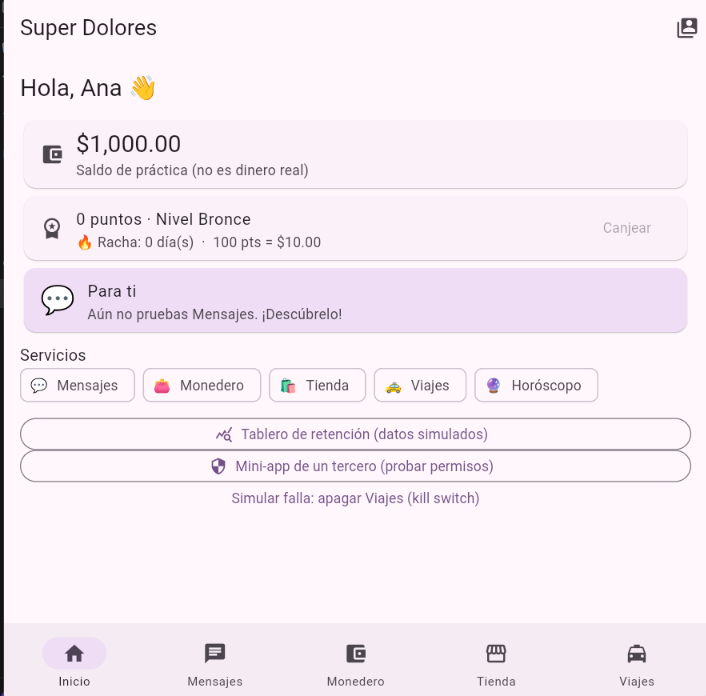 Super Dolores
Hola, Ana 👋
$1,000.00
Saldo de práctica (no es dinero real)
0 puntos · Nivel Bronce
🔥 Racha: 0 día(s) · 100 pts = $10.00
Canjear
Para ti
Aún no pruebas Mensajes. ¡Descúbrelo!
Servicios
Mensajes
Monedero
Tienda
Viajes
Horóscopo
Tablero de retención (datos simulados)
Mini-app de un tercero (probar permisos)
Simular falla: apagar Viajes (kill switch)
Inicio
Mensajes
Monedero
Tienda
Viajes